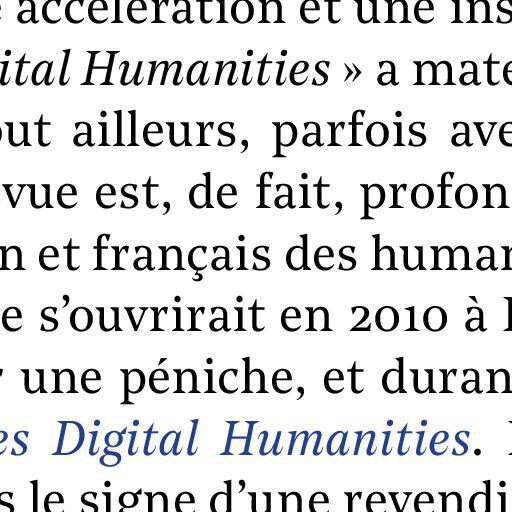 accélération et une ins
ital Humanities » a mate
out ailleurs, parfois ave
vue est, de fait, profon
n et français des human
e s’ouvrirait en 2010 à
r une péniche, et duran
es Digital Humanities.
s le signe d’une revendi